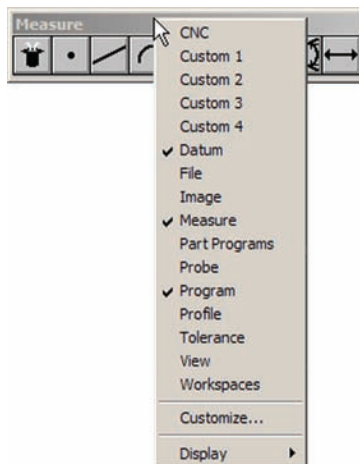 Measure
CNC
Custom 1
Custom 2
Custom 3
Custom 4
Datum
File
Image
Measure
Part Programs
Probe
Program
Profile
Tolerance
View
Workspaces
Customize...
Display